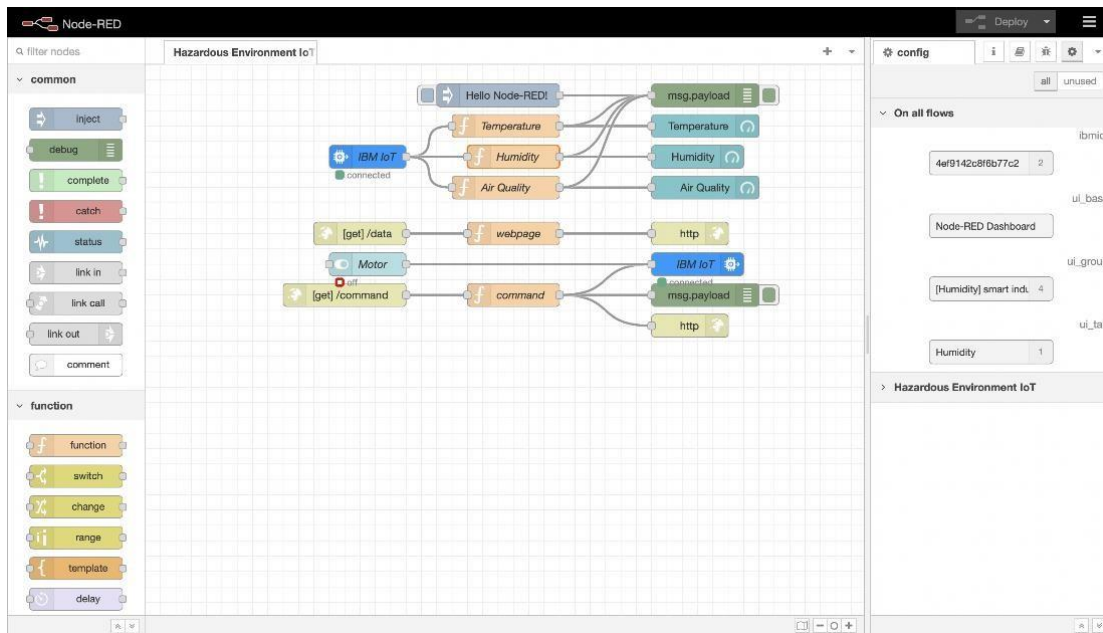 Node-RED
Deploy
filter nodes
common
inject
debug
complete
catch
status
link in
link call
link out
comment
function
function
switch
change
range
template
delay
Hazardous Environment IoT
Hello Node-RED!
msg.payload
Temperature
Temperature
IBM IoT
connected
Humidity
Humidity
Air Quality
Air Quality
[get] /data
webpage
http
Motor
off
IBM IoT
connected
[get] /command
command
msg.payload
http
config
i
all
unused
On all flows
ibmio
4ef9142c8f6b77c2
2
ui_bas
Node-RED Dashboard
ui_grou
[Humidity] smart indu
4
ui_ta
Humidity
1
Hazardous Environment IoT